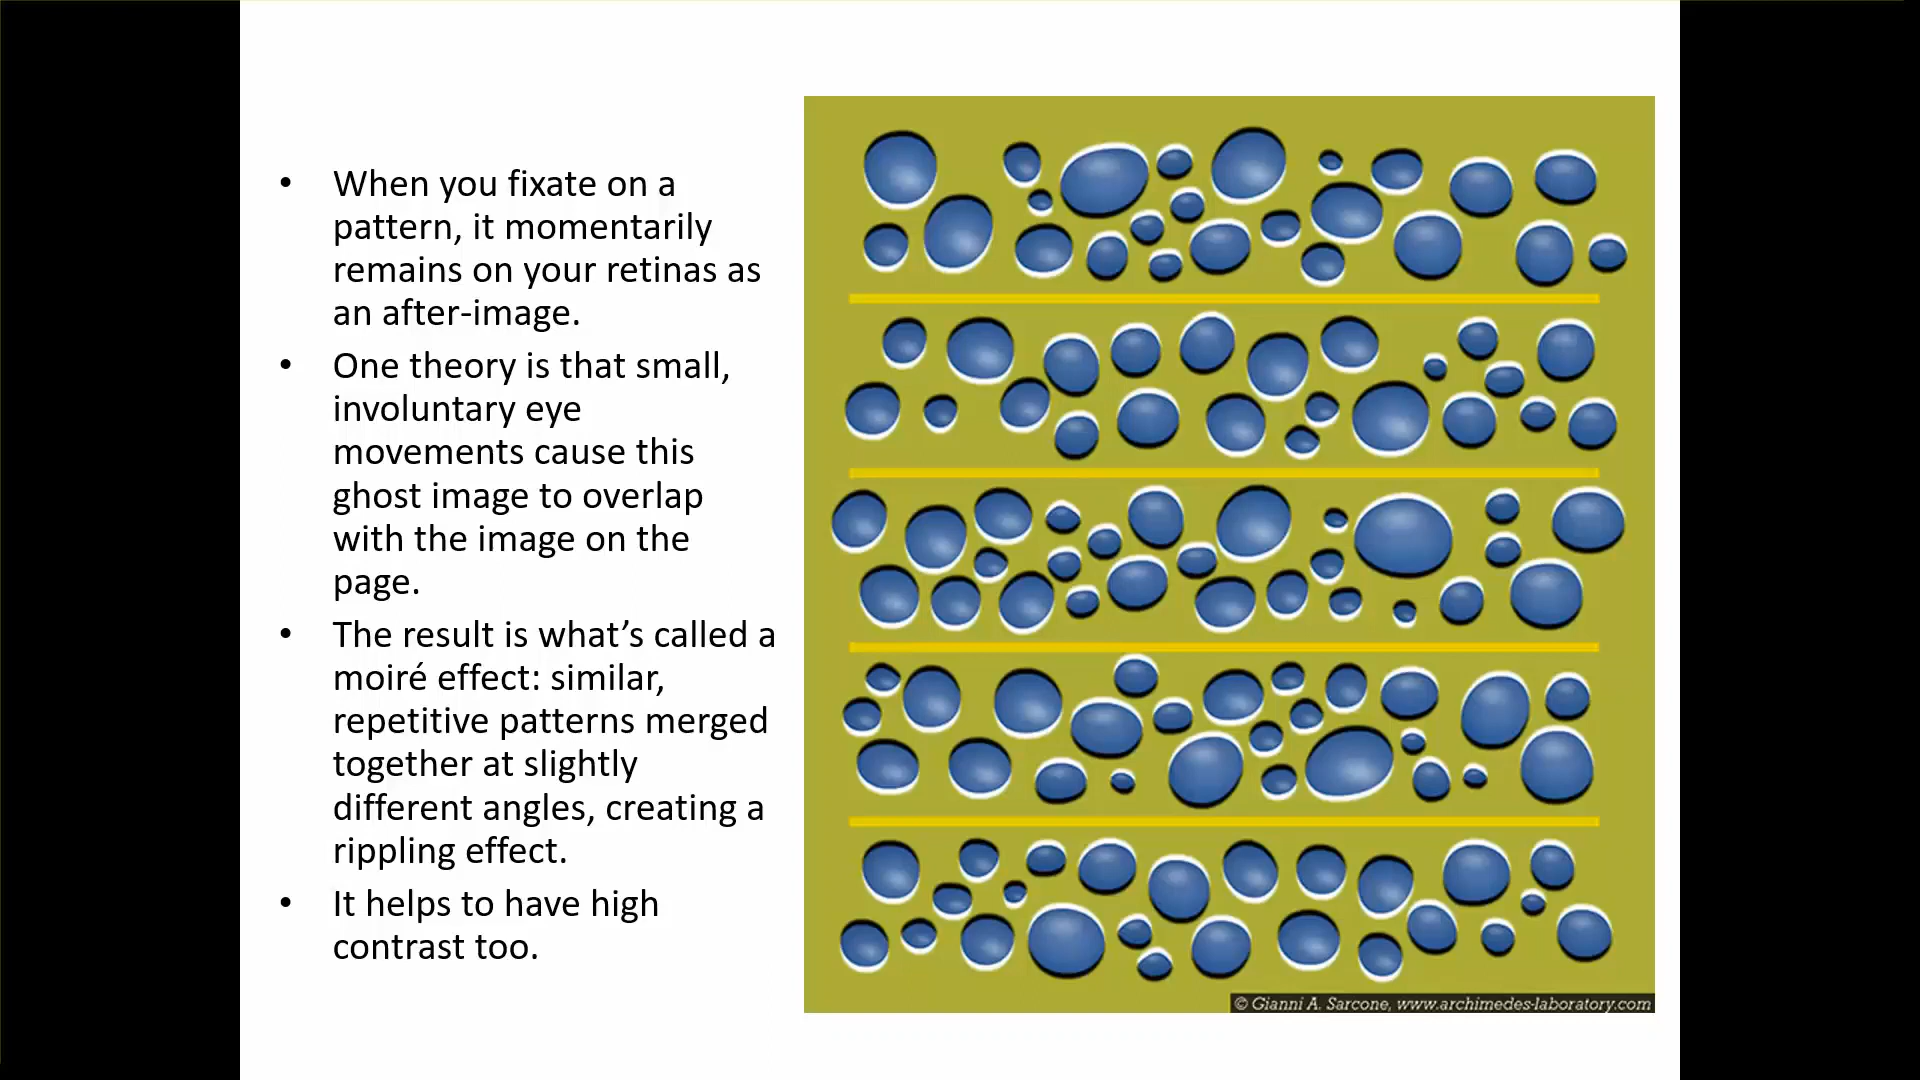 • When you fixate on a
pattern, it momentarily
remains on your retinas as
an after-image.
• One theory is that small,
involuntary eye
movements cause this
ghost image to overlap
with the image on the
page.
• The result is what’s called a
moiré effect: similar,
repetitive patterns merged
together at slightly
different angles, creating a
rippling effect.
• It helps to have high
contrast too.
© Gianni A. Sarcone, www.archimedes-laboratory.com